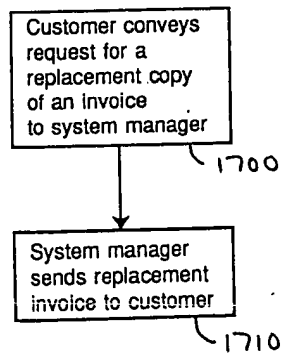 Customer conveys
request for a
replacement copy
of an invoice
to system manager
1700
System manager
sends replacement
invoice to customer
1710